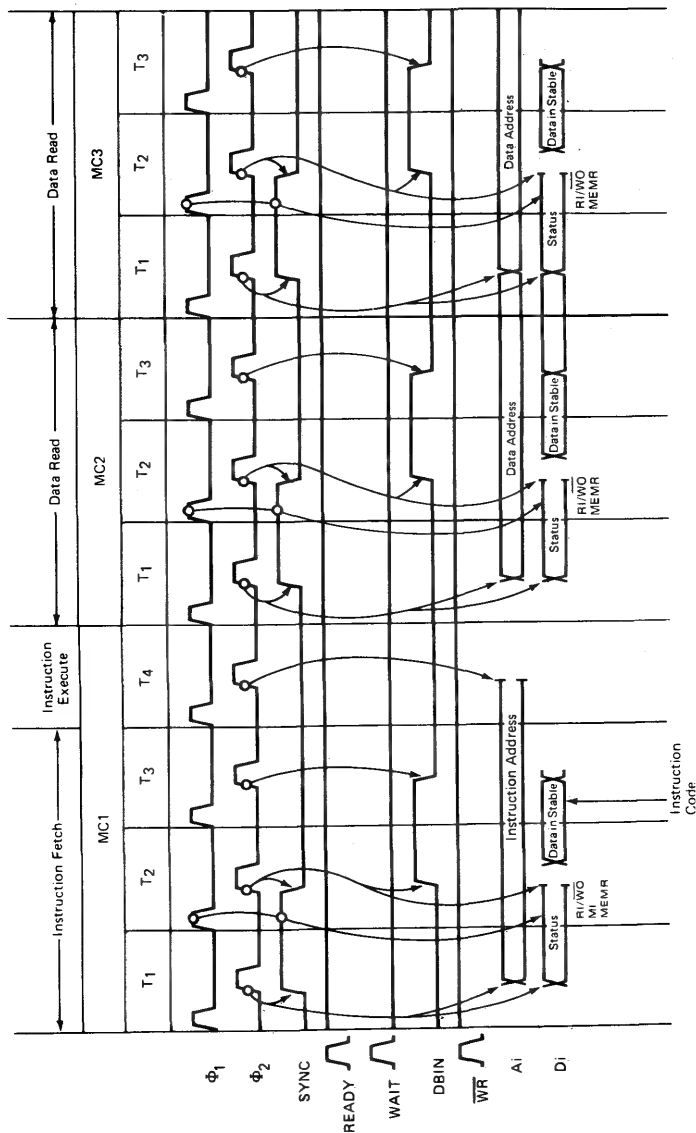 Instruction Fetch
Instruction
Execute
Data Read
Data Read
MC1
MC2
MC3
T1
T2
T3
T4
T1
T2
T3
T1
T2
T3
Φ1
Φ2
SYNC
READY
WAIT
DBIN
WR
Ai
Instruction Address
Data Address
Data Address
Di
Status
Data in Stable
Status
Data in Stable
Status
Data in Stable
RI/WO
MI
MEMR
Instruction
Code
RI/WO
MEMR
RI/WO
MEMR